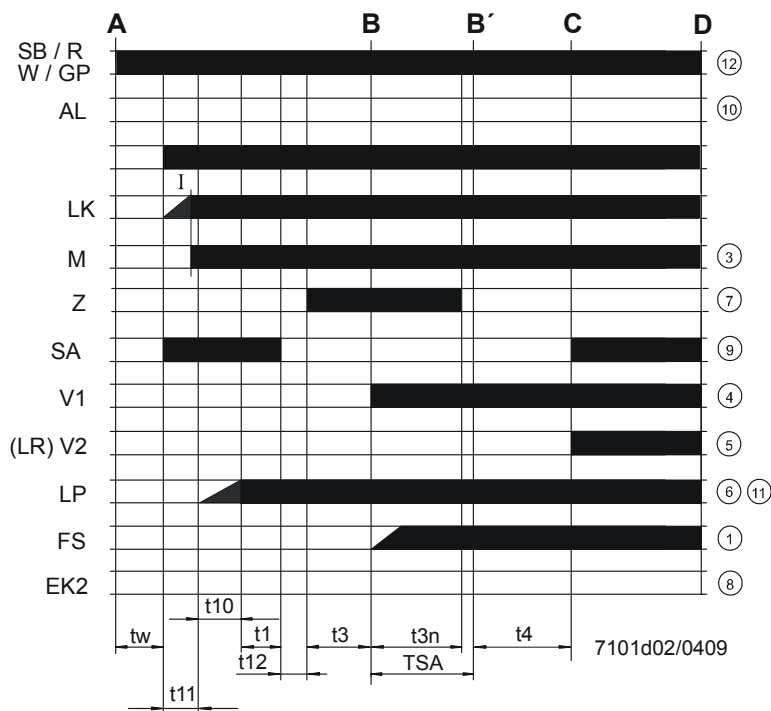 A B B´ C D
SB / R
W / GP
12
AL
10
I
LK
M
3
Z
7
SA
9
V1
4
(LR) V2
5
LP
6 11
FS
1
EK2
8
t10
tw t1 t3 t3n t4
7101d02/0409
t12 TSA
t11